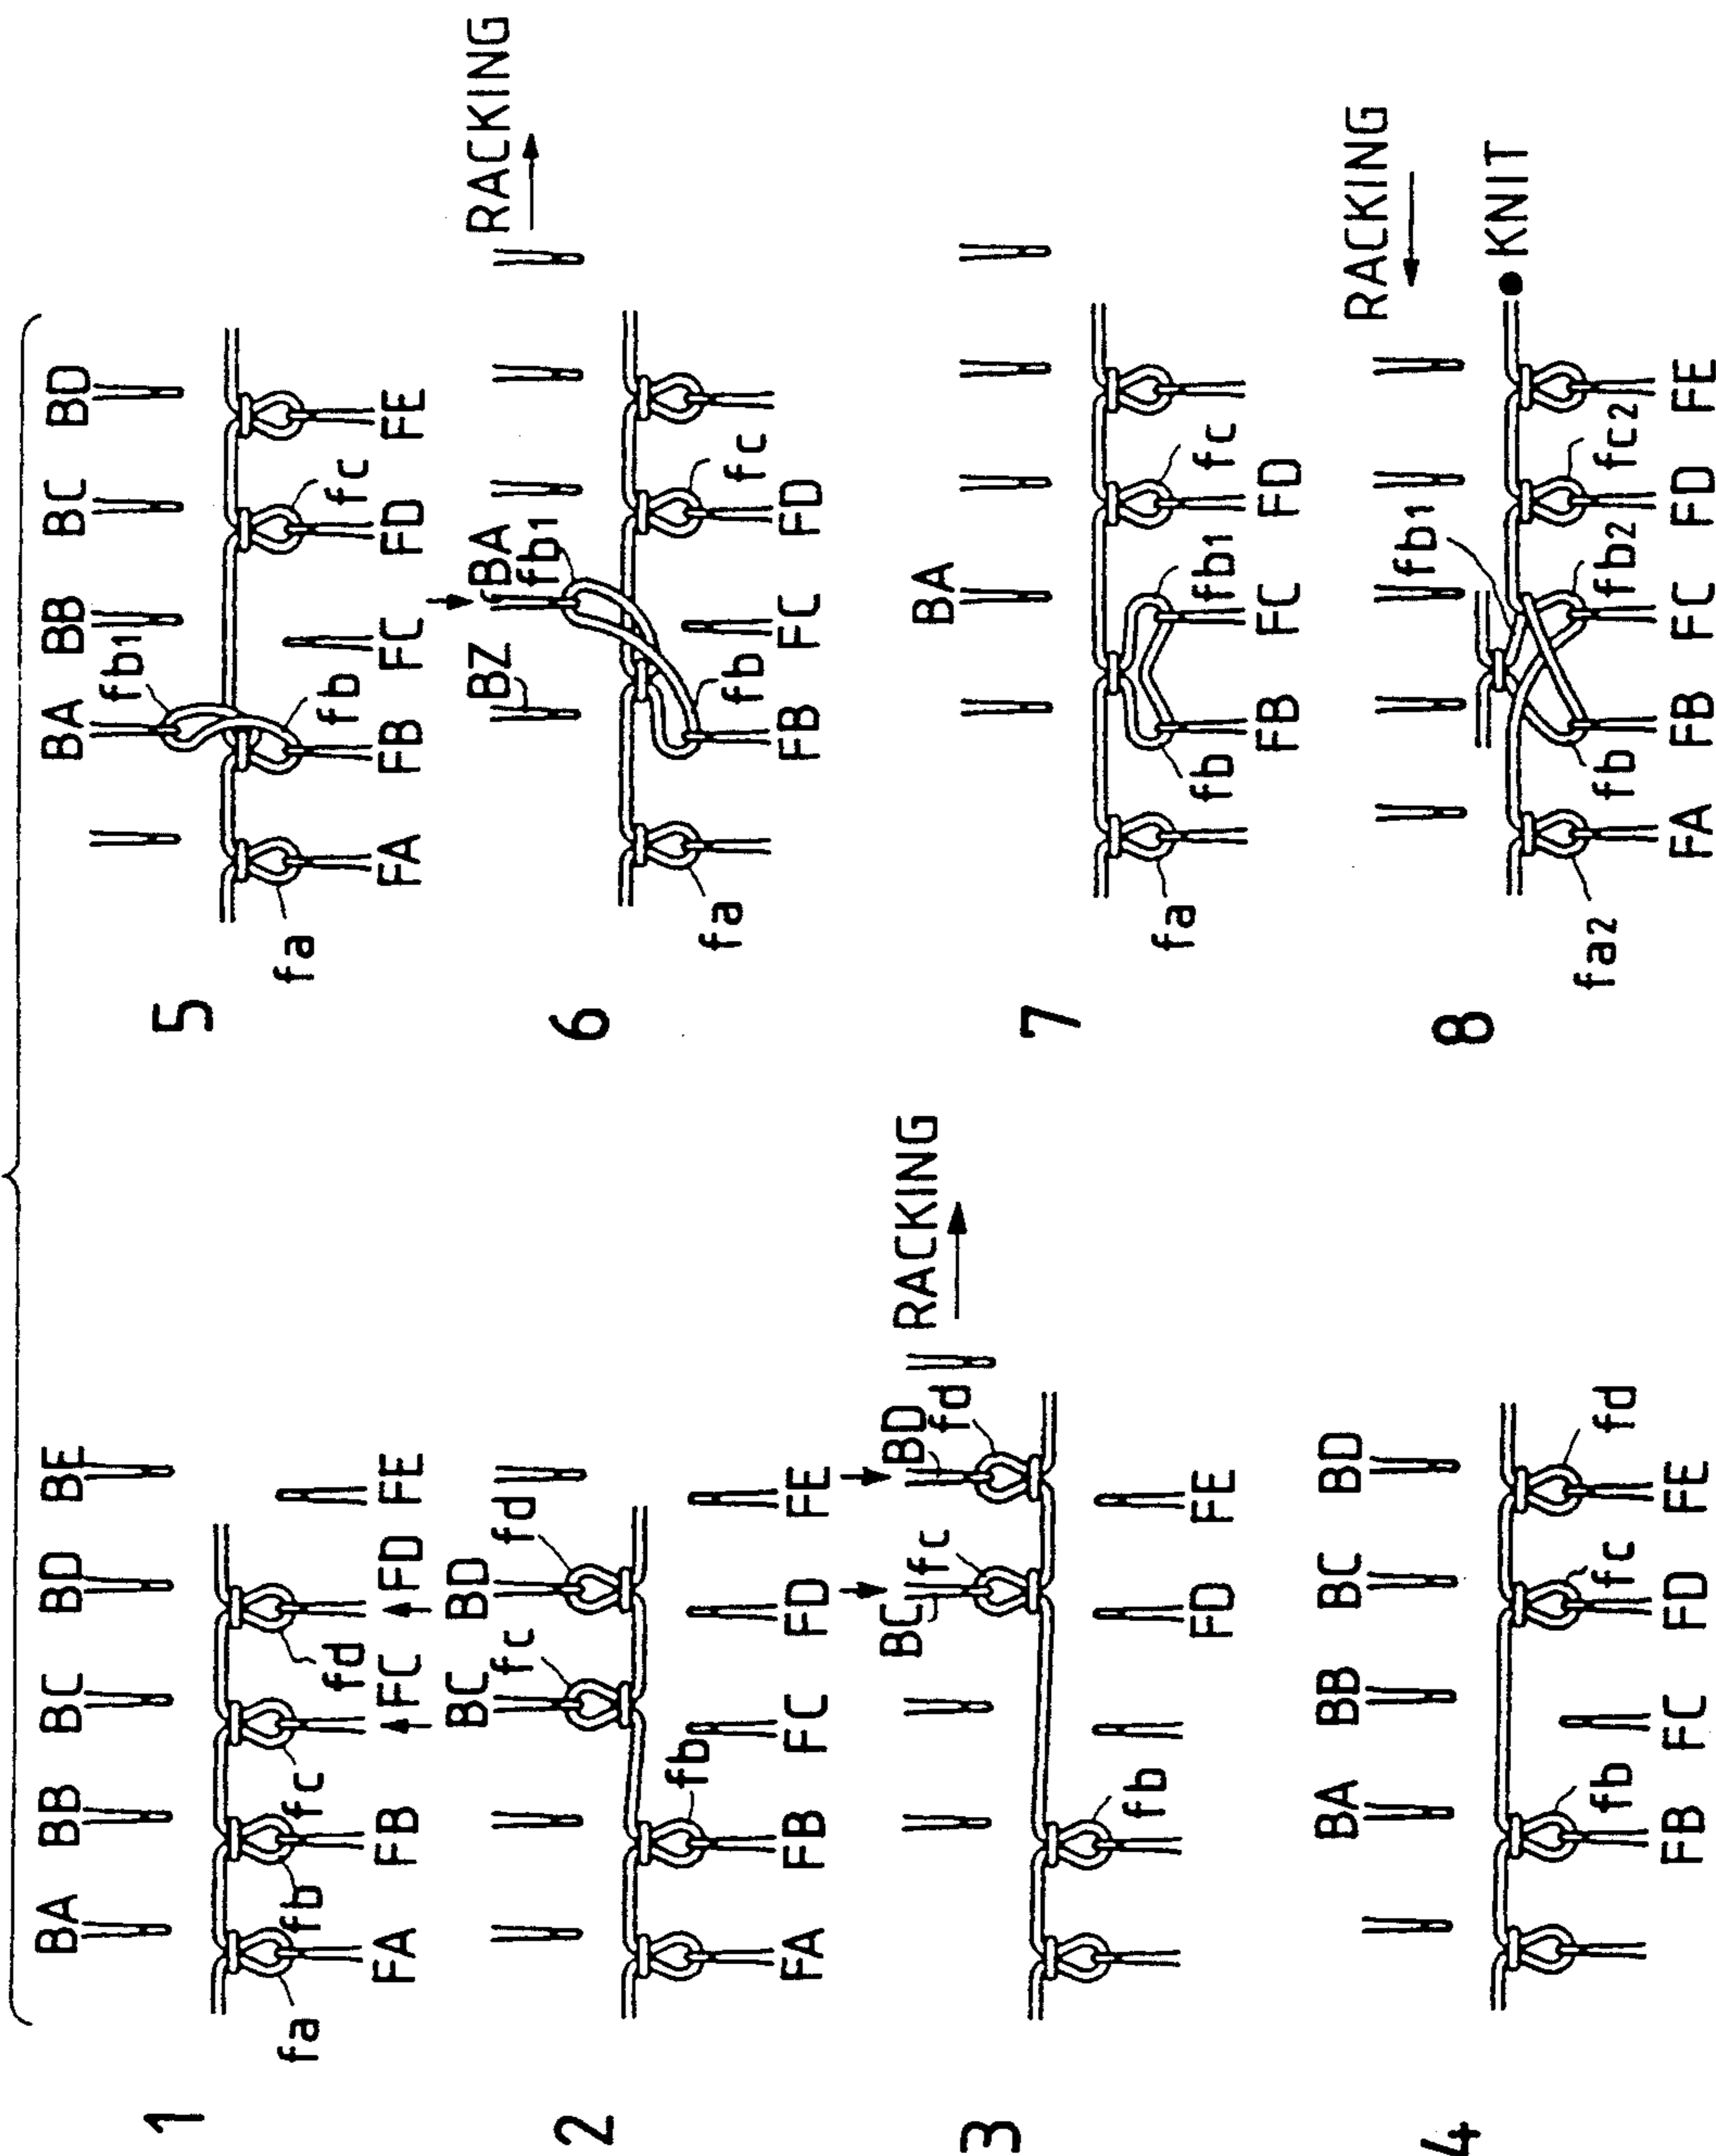 1
BA BB BC BD BE
fa fb fc fd
FA FB FC FD FE
2
BC BD
fc fd
fb
FA FB FC FD FE
3
RACKING
BC BD
fc fd
fb
FD FE
4
BA BB BC BD
fb fc fd
FB FC FD FE
5
BA BB BC BD
fb1
fa fb fc
FA FB FC FD FE
6
RACKING
BZ BA
fb1
fa fb fc
FB FC FD
7
BA
fa fb fb1 fc
FB FC FD
8
RACKING
KNIT
fb1
fa2 fb fb2 fc2
FA FB FC FD FE